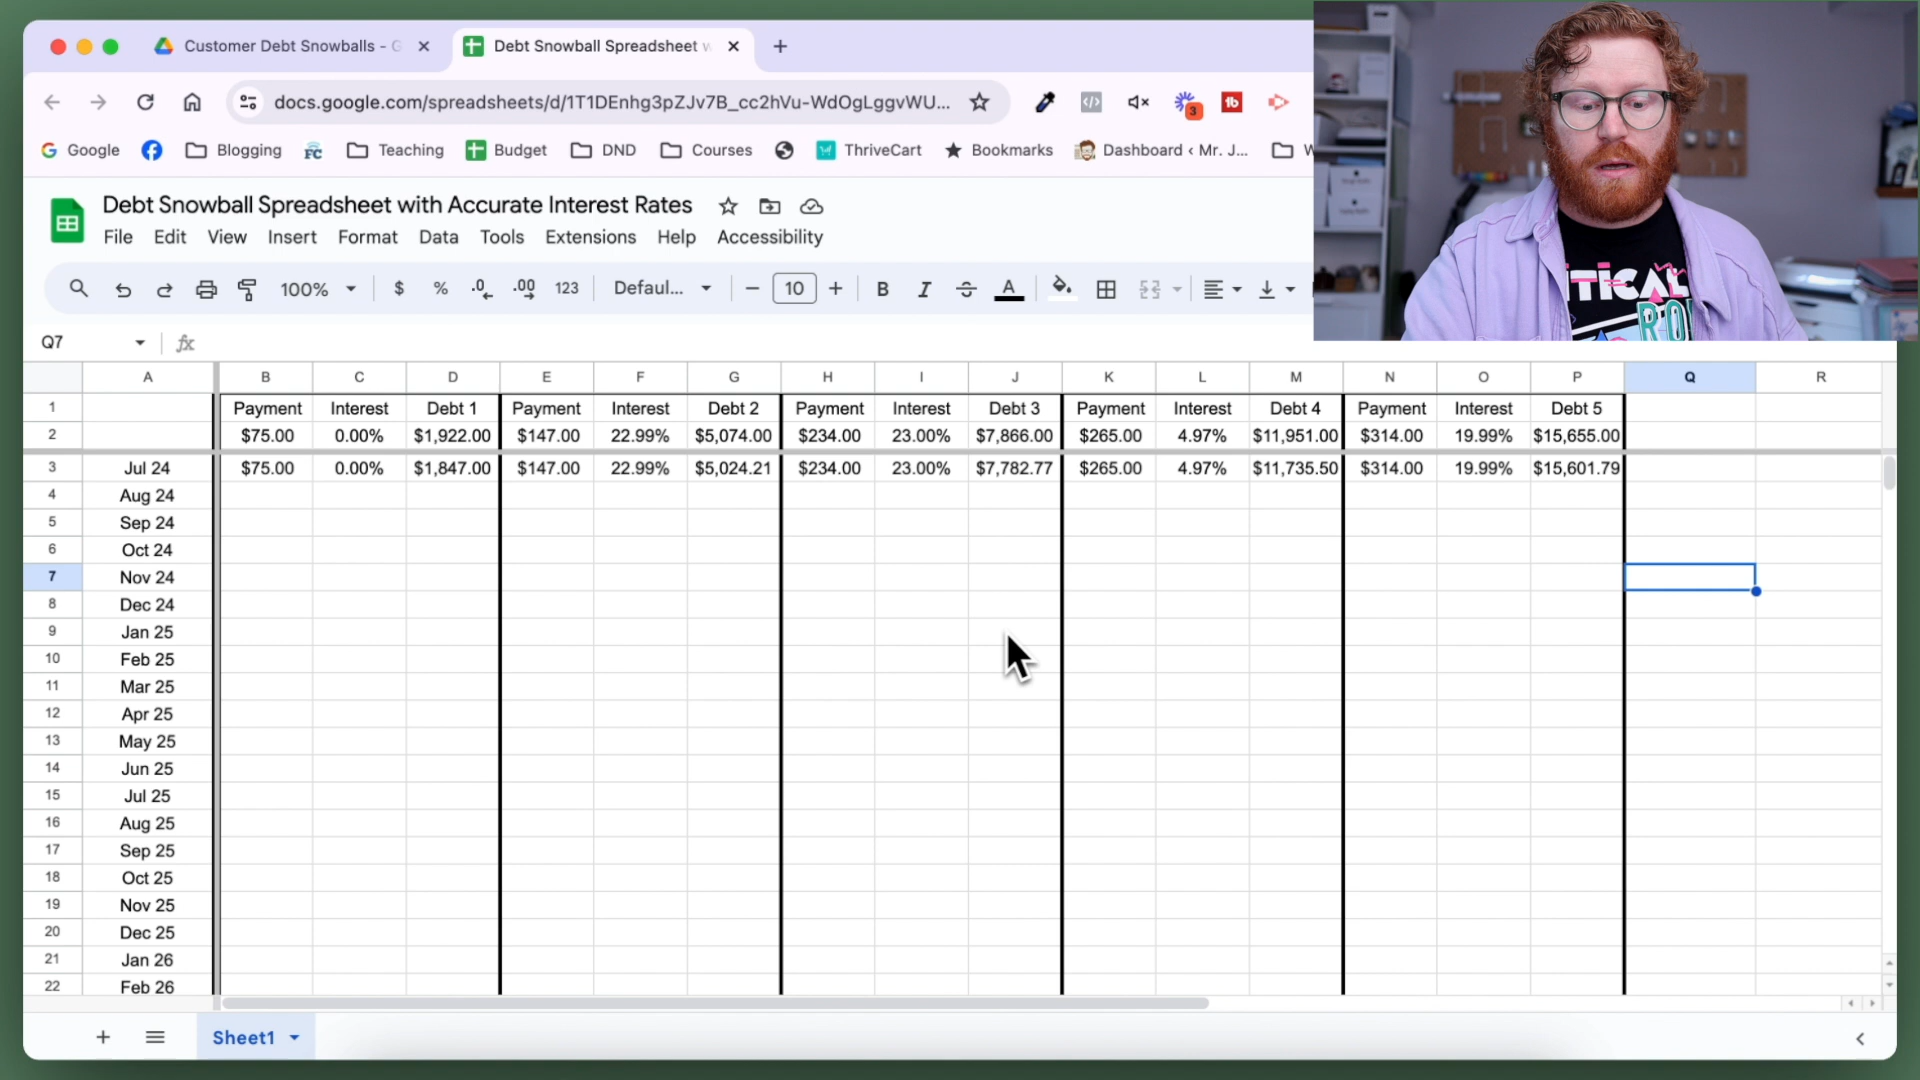 Customer Debt Snowballs - G
Debt Snowball Spreadsheet w
docs.google.com/spreadsheets/d/1T1DEnhg3pZJv7B_cc2hVu-WdOgLggvWU...
3
Google
FC
Blogging
Teaching
Budget
DND
Courses
ThriveCart
Bookmarks
Dashboard ‹ Mr. J...
W
Debt Snowball Spreadsheet with Accurate Interest Rates
File Edit View Insert Format Data Tools Extensions Help Accessibility
100% $ % .0 .00 123 Defaul... 10 B I A
Q7 fx
A B C D E F G H I J K L M N O P Q R
1 Payment Interest Debt 1 Payment Interest Debt 2 Payment Interest Debt 3 Payment Interest Debt 4 Payment Interest Debt 5
2 $75.00 0.00% $1,922.00 $147.00 22.99% $5,074.00 $234.00 23.00% $7,866.00 $265.00 4.97% $11,951.00 $314.00 19.99% $15,655.00
3 Jul 24 $75.00 0.00% $1,847.00 $147.00 22.99% $5,024.21 $234.00 23.00% $7,782.77 $265.00 4.97% $11,735.50 $314.00 19.99% $15,601.79
4 Aug 24
5 Sep 24
6 Oct 24
7 Nov 24
8 Dec 24
9 Jan 25
10 Feb 25
11 Mar 25
12 Apr 25
13 May 25
14 Jun 25
15 Jul 25
16 Aug 25
17 Sep 25
18 Oct 25
19 Nov 25
20 Dec 25
21 Jan 26
22 Feb 26
Sheet1